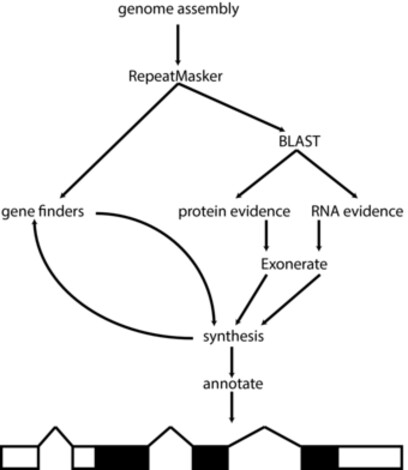 genome assembly
RepeatMasker
BLAST
gene finders
protein evidence
RNA evidence
Exonerate
synthesis
annotate